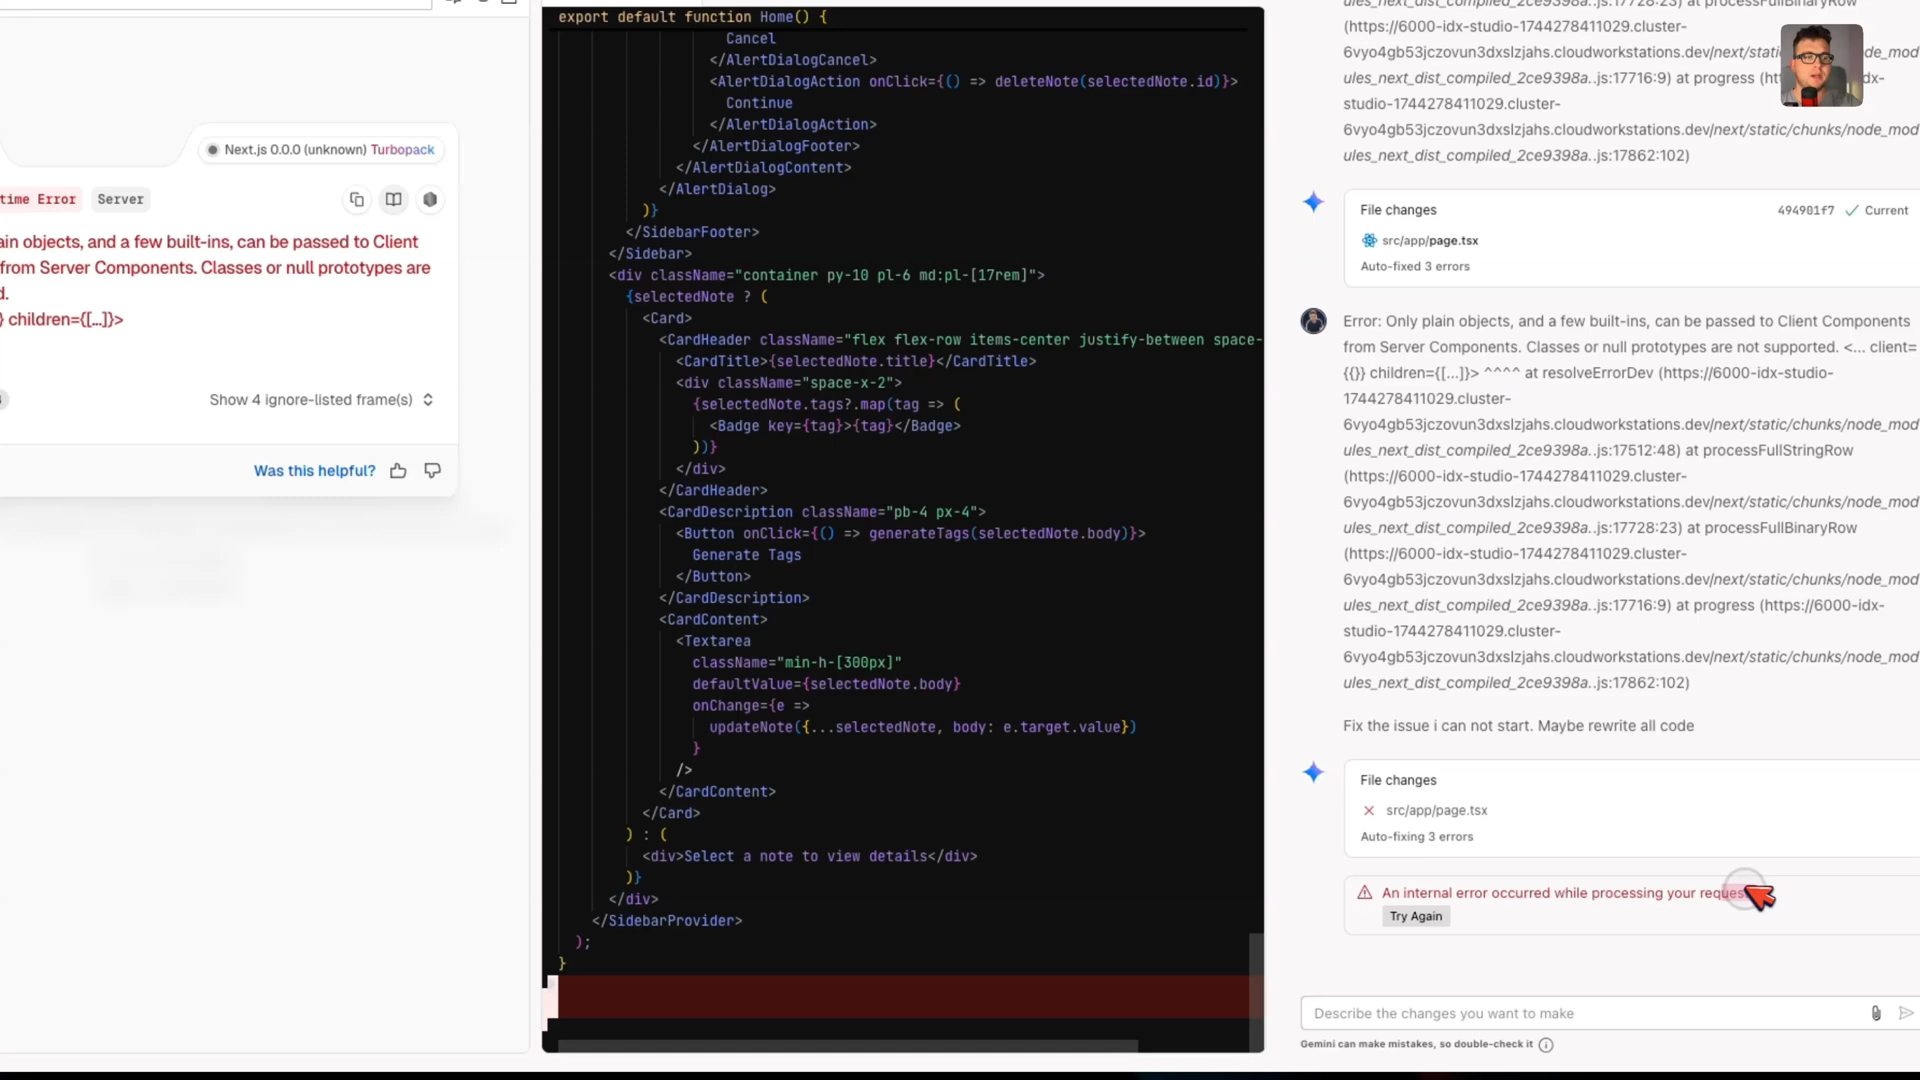 Next.js 0.0.0 (unknown) Turbopack
time Error
Server
ain objects, and a few built-ins, can be passed to Client
from Server Components. Classes or null prototypes are
d.
} children={[...]}>
Show 4 ignore-listed frame(s)
Was this helpful?
export default function Home() {
Cancel
</AlertDialogCancel>
<AlertDialogAction onClick={() => deleteNote(selectedNote.id)}>
Continue
</AlertDialogAction>
</AlertDialogFooter>
</AlertDialogContent>
</AlertDialog>
)}
</SidebarFooter>
</Sidebar>
<div className="container py-10 pl-6 md:pl-[17rem]">
{selectedNote ? (
<Card>
<CardHeader className="flex flex-row items-center justify-between space-
<CardTitle>{selectedNote.title}</CardTitle>
<div className="space-x-2">
{selectedNote.tags?.map(tag => (
<Badge key={tag}>{tag}</Badge>
))}
</div>
</CardHeader>
<CardDescription className="pb-4 px-4">
<Button onClick={() => generateTags(selectedNote.body)}>
Generate Tags
</Button>
</CardDescription>
<CardContent>
<Textarea
className="min-h-[300px]"
defaultValue={selectedNote.body}
onChange={e =>
updateNote({...selectedNote, body: e.target.value})
}
/>
</CardContent>
</Card>
) : (
<div>Select a note to view details</div>
)}
</div>
</SidebarProvider>
);
}
ules_next_dist_compiled_2ce9398a._.js:17728:23) at processFullBinaryRow
(https://6000-idx-studio-1744278411029.cluster-
6vyo4gb53jczovun3dxslzjahs.cloudworkstations.dev/next/static/chunks/node_mod
ules_next_dist_compiled_2ce9398a._.js:17716:9) at progress (https://6000-idx-
studio-1744278411029.cluster-
6vyo4gb53jczovun3dxslzjahs.cloudworkstations.dev/next/static/chunks/node_mod
ules_next_dist_compiled_2ce9398a._.js:17862:102)
File changes
494901f7
Current
src/app/page.tsx
Auto-fixed 3 errors
Error: Only plain objects, and a few built-ins, can be passed to Client Components
from Server Components. Classes or null prototypes are not supported. <... client=
{{}} children={[...]}> ^^^^ at resolveErrorDev (https://6000-idx-studio-
1744278411029.cluster-
6vyo4gb53jczovun3dxslzjahs.cloudworkstations.dev/next/static/chunks/node_mod
ules_next_dist_compiled_2ce9398a._.js:17512:48) at processFullStringRow
(https://6000-idx-studio-1744278411029.cluster-
6vyo4gb53jczovun3dxslzjahs.cloudworkstations.dev/next/static/chunks/node_mod
ules_next_dist_compiled_2ce9398a._.js:17728:23) at processFullBinaryRow
(https://6000-idx-studio-1744278411029.cluster-
6vyo4gb53jczovun3dxslzjahs.cloudworkstations.dev/next/static/chunks/node_mod
ules_next_dist_compiled_2ce9398a._.js:17716:9) at progress (https://6000-idx-
studio-1744278411029.cluster-
6vyo4gb53jczovun3dxslzjahs.cloudworkstations.dev/next/static/chunks/node_mod
ules_next_dist_compiled_2ce9398a._.js:17862:102)
Fix the issue i can not start. Maybe rewrite all code
File changes
src/app/page.tsx
Auto-fixing 3 errors
An internal error occurred while processing your request
Try Again
Describe the changes you want to make
Gemini can make mistakes, so double-check it